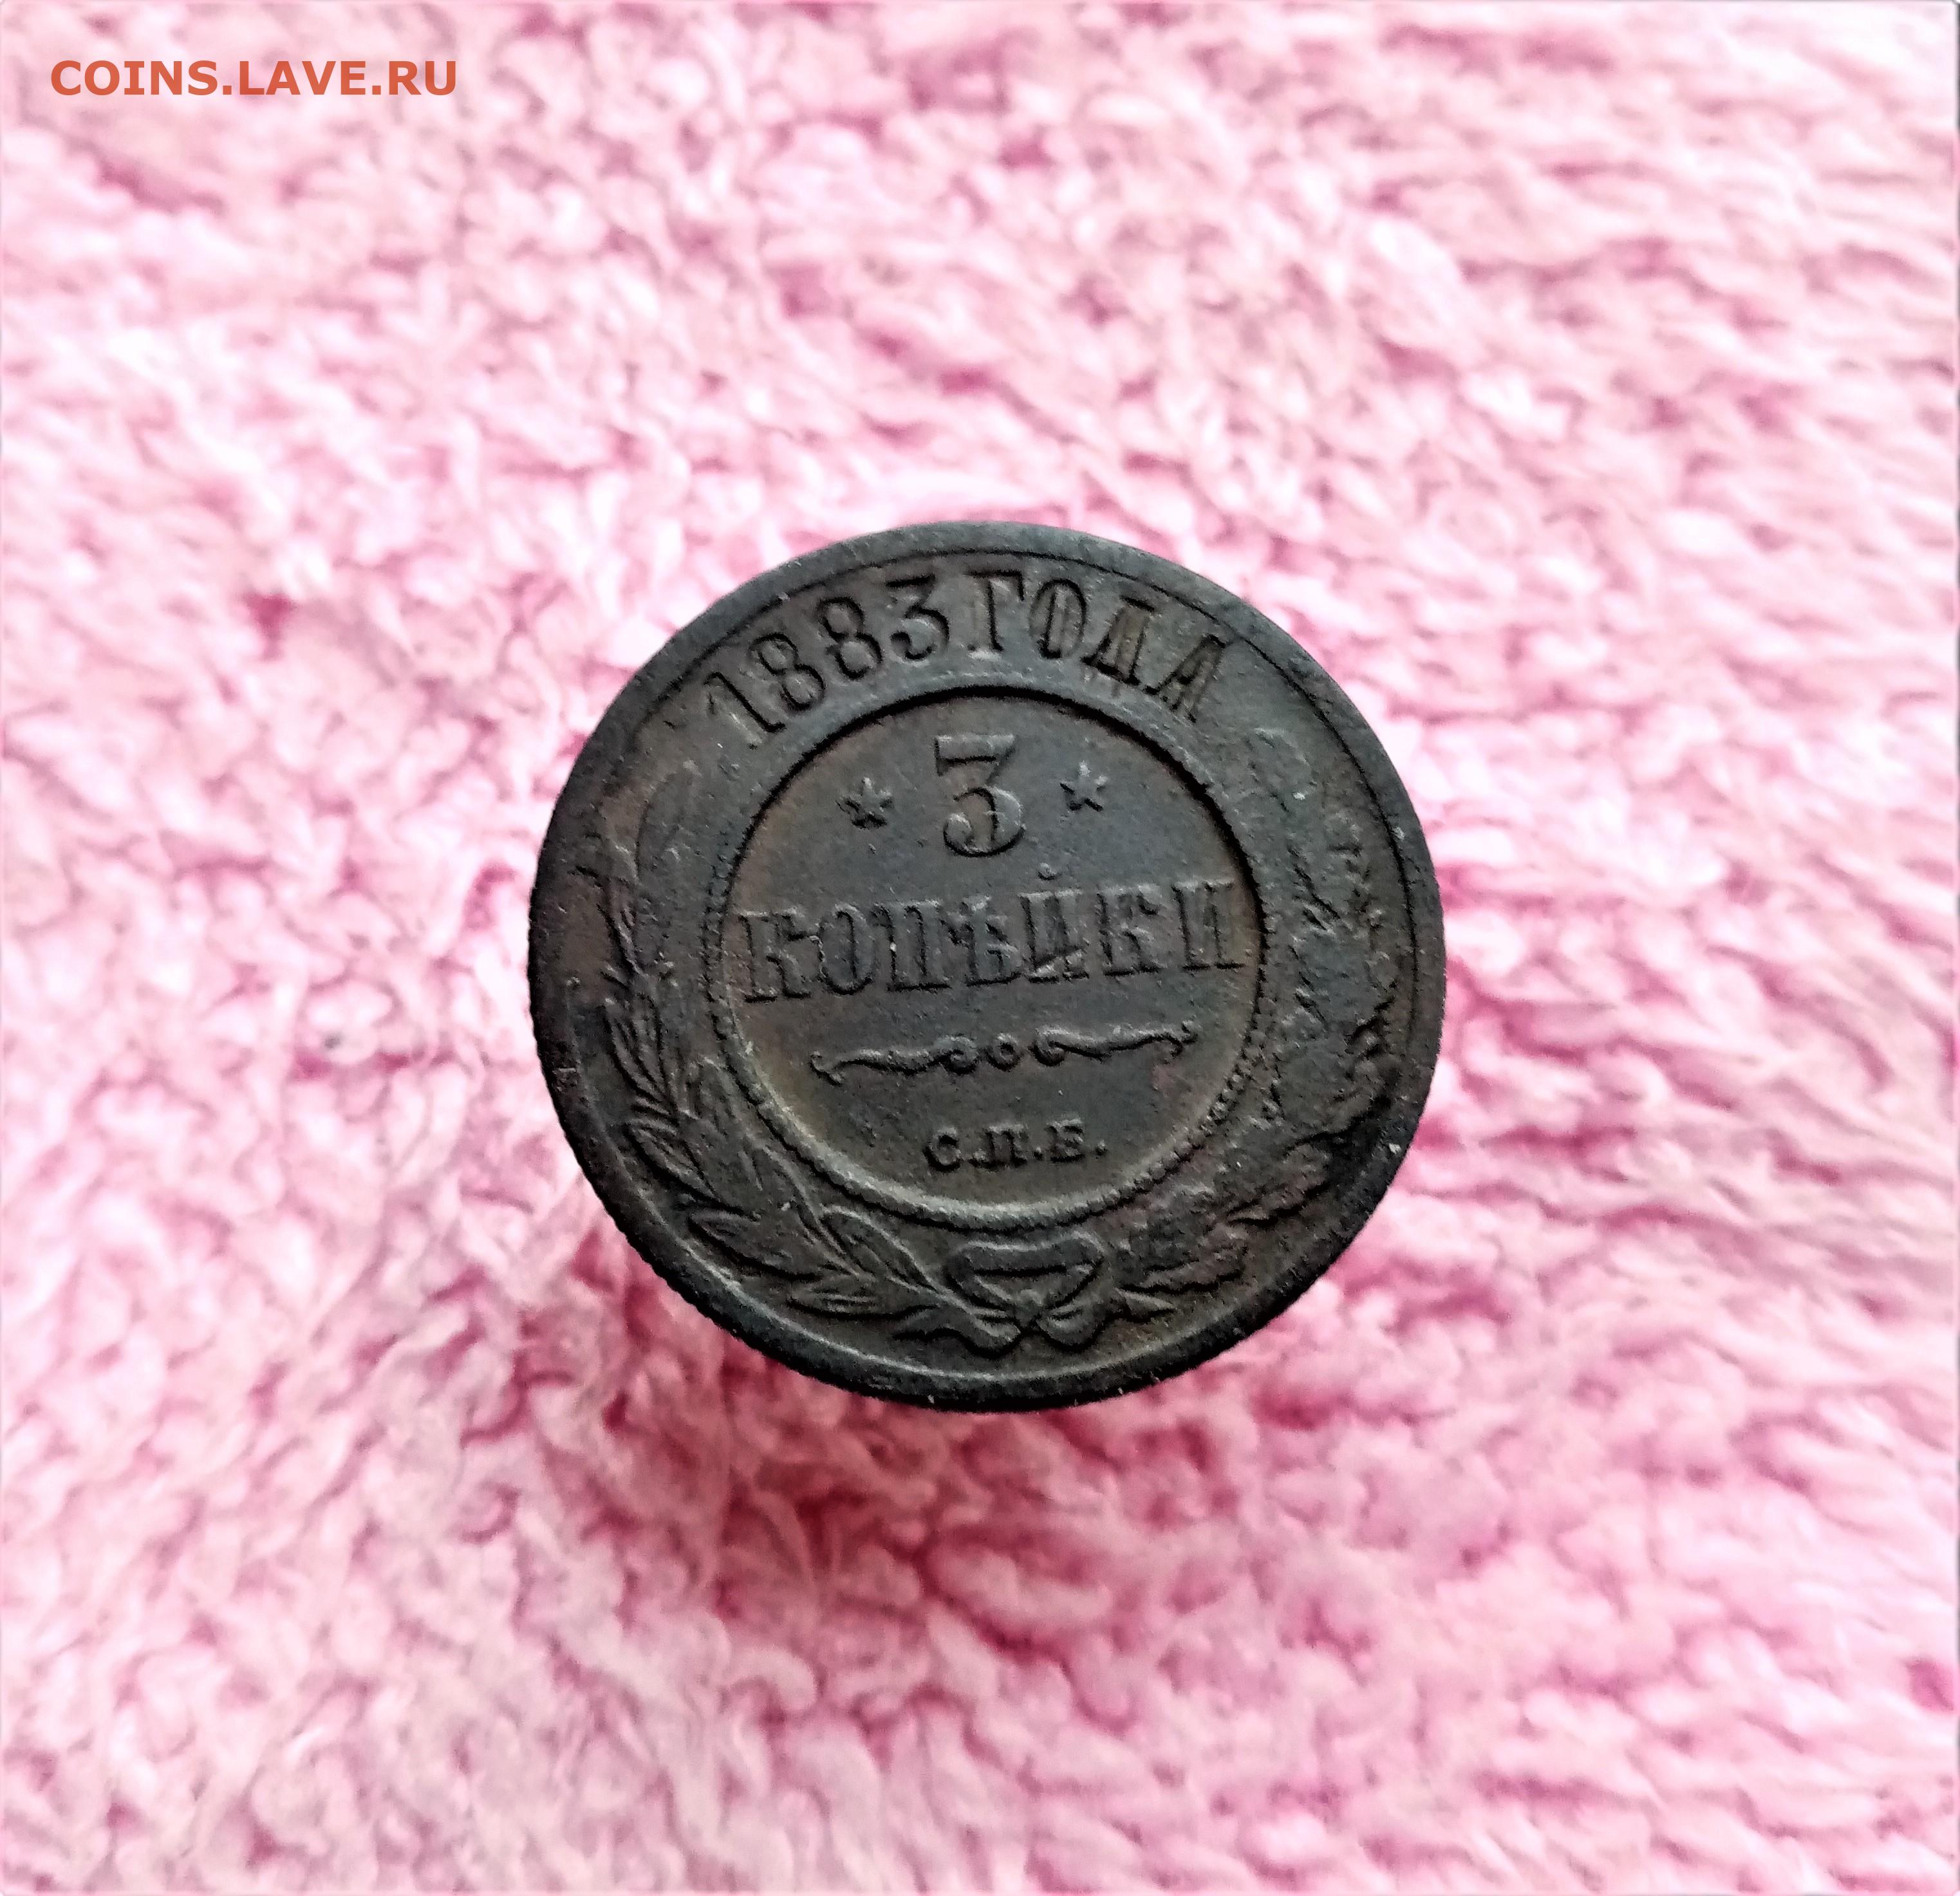 COINS.LAVE.RU
1883 ГОДА
3
КОПѢЙКИ
С.П.Б.